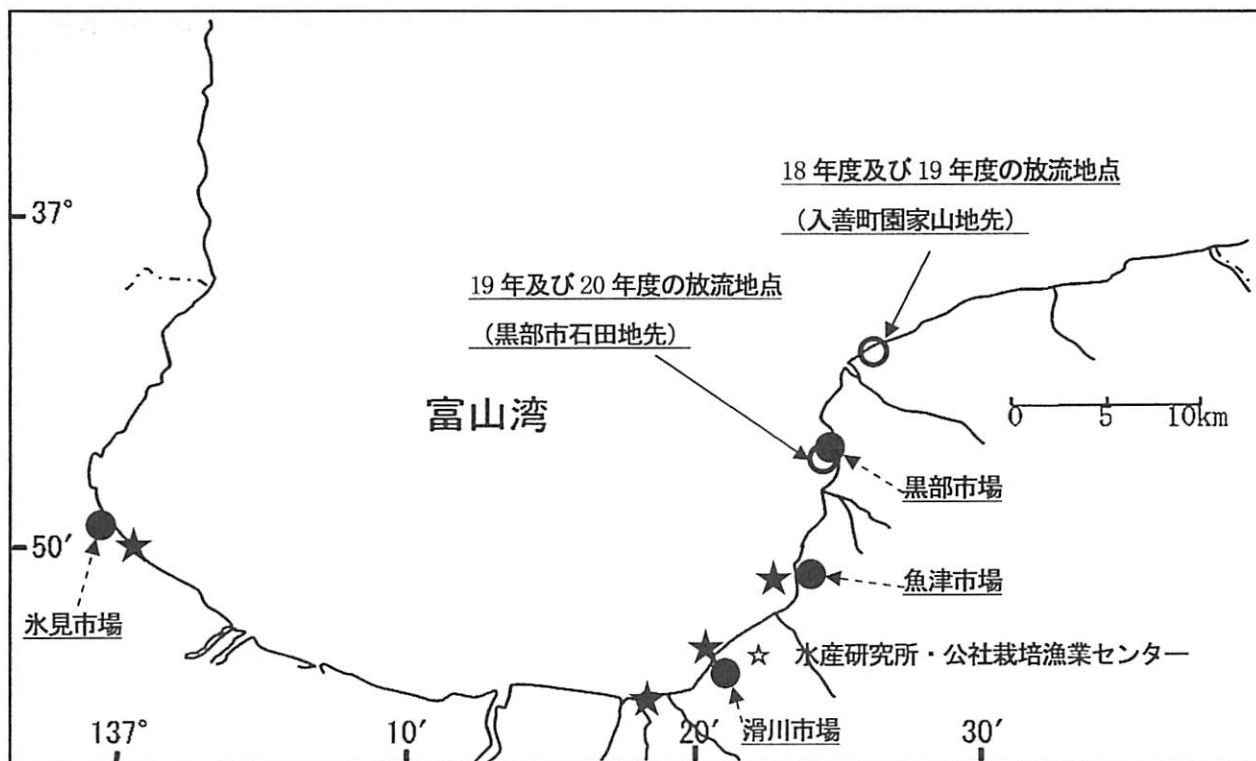 18 年度及び 19 年度の放流地点
(入善町園家山地先)
37°
19 年及び 20 年度の放流地点
(黒部市石田地先)
富山湾
0 5 10km
黒部市場
50′
魚津市場
氷見市場
☆ 水産研究所・公社栽培漁業センター
滑川市場
137° 10′ 20′ 30′